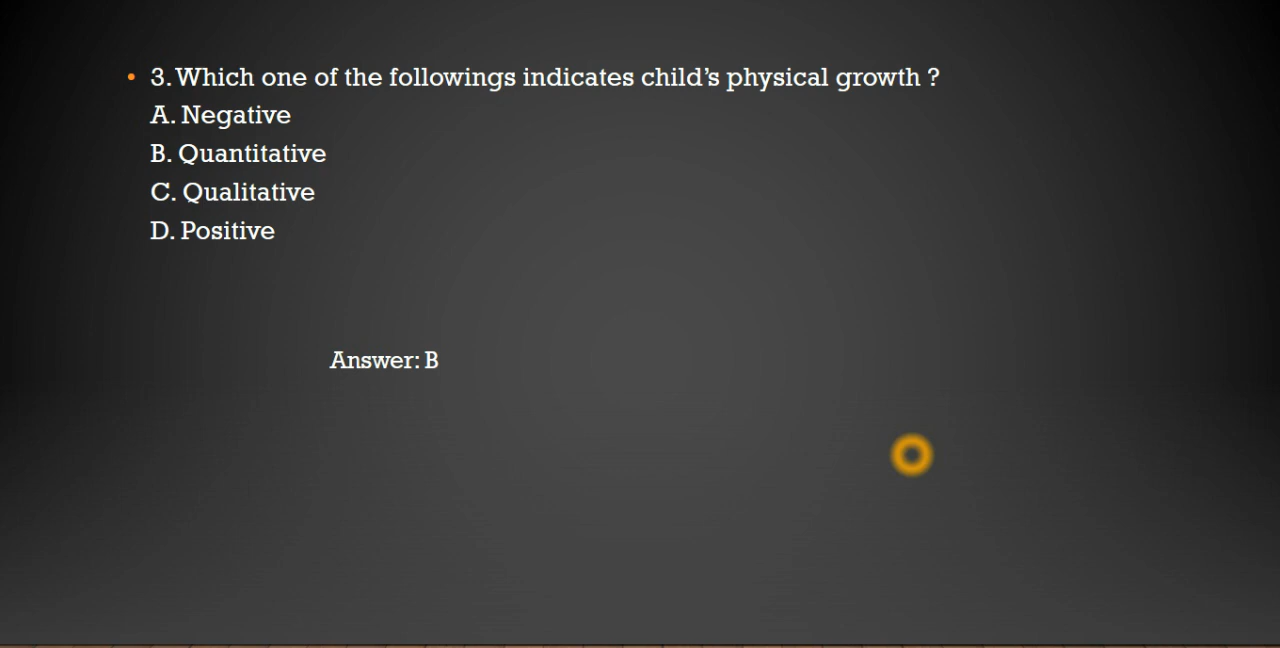 • 3. Which one of the followings indicates child’s physical growth ?
A. Negative
B. Quantitative
C. Qualitative
D. Positive
Answer: B